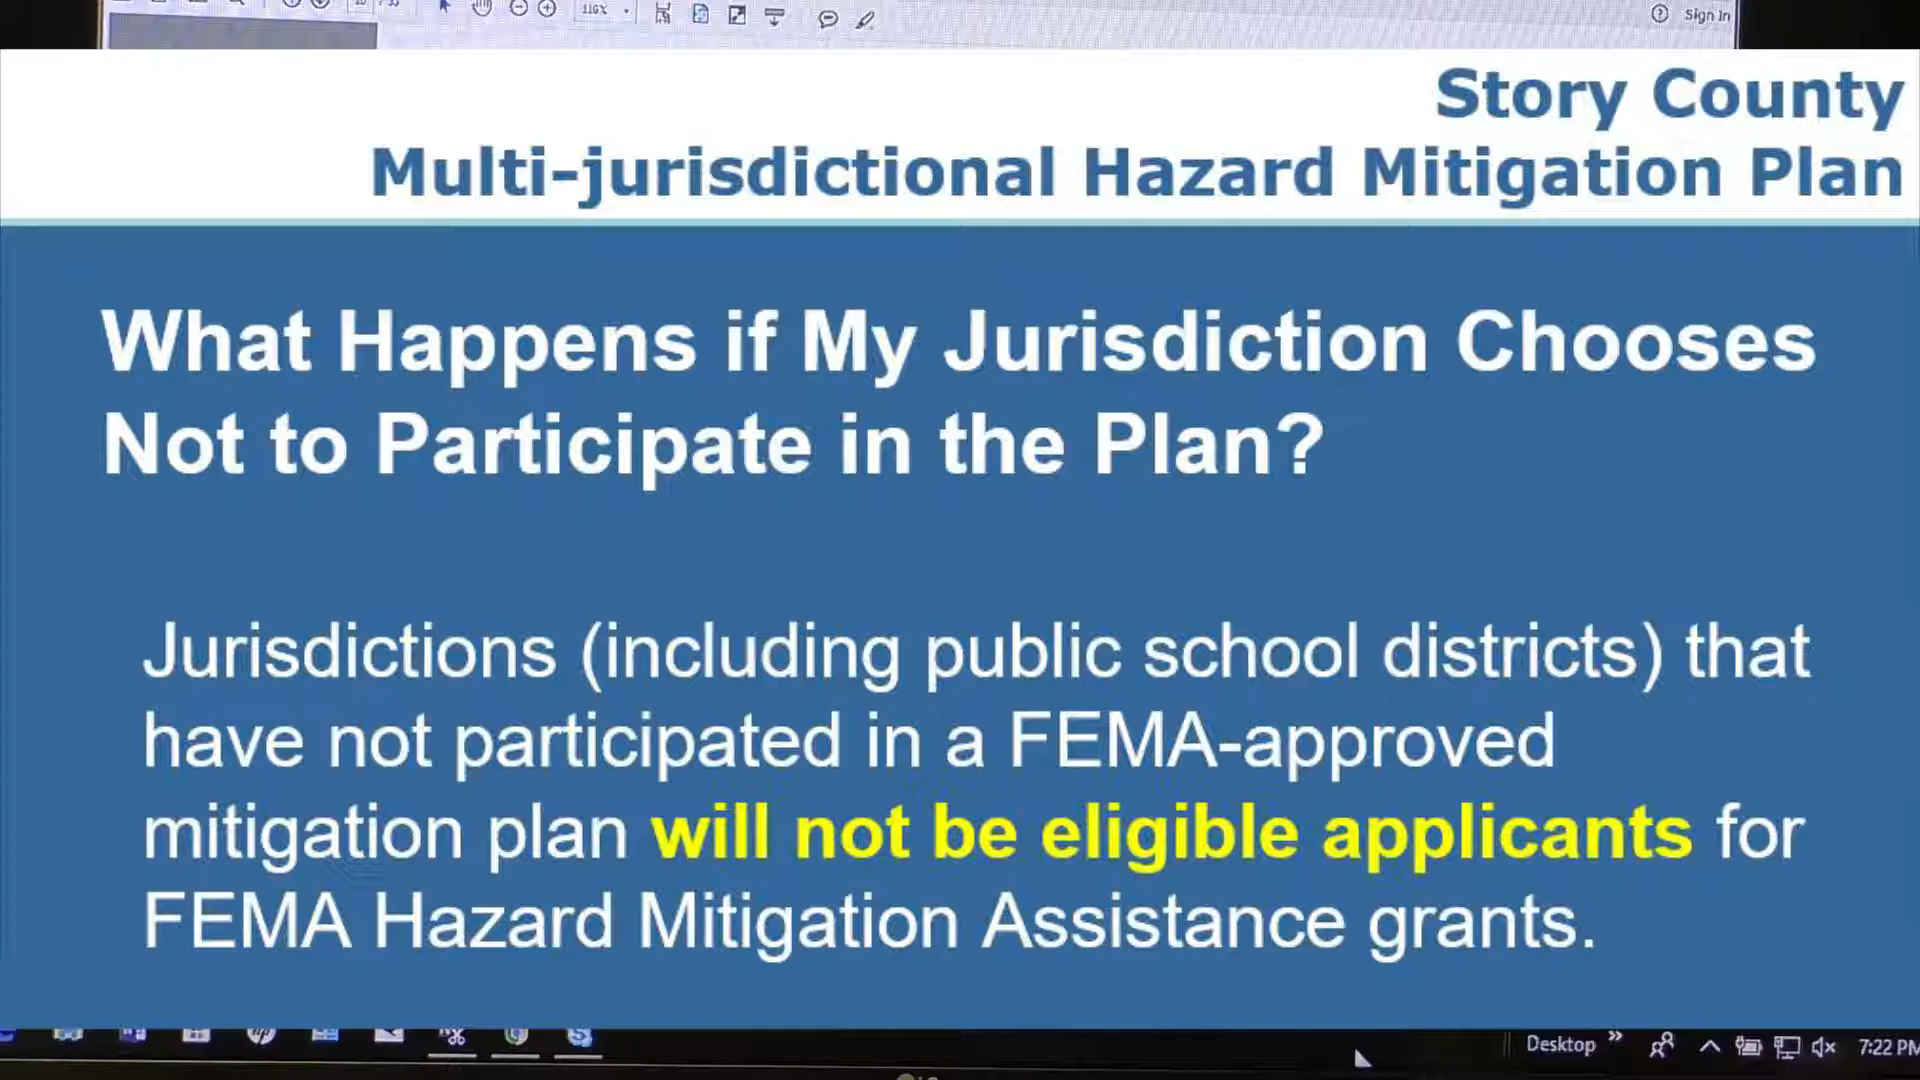 116%
Sign In
Story County
Multi-jurisdictional Hazard Mitigation Plan
What Happens if My Jurisdiction Chooses
Not to Participate in the Plan?
Jurisdictions (including public school districts) that
have not participated in a FEMA-approved
mitigation plan will not be eligible applicants for
FEMA Hazard Mitigation Assistance grants.
Desktop
7:22 PM